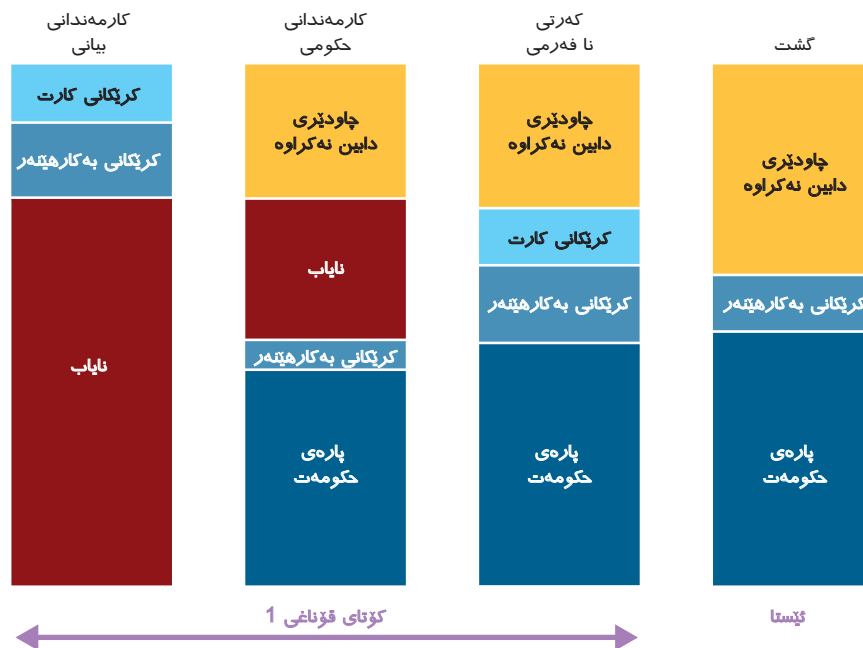 گشت
چاودێری
دابین نەکراوە
کرێکانی بەکارهێنەر
پارەی
حکومەت
ئێستا
کەرتی
نا فەرمی
چاودێری
دابین نەکراوە
کرێکانی کارت
کرێکانی بەکارهێنەر
پارەی
حکومەت
کارمەندانی
حکومی
چاودێری
دابین نەکراوە
نایاب
کرێکانی بەکارهێنەر
پارەی
حکومەت
کارمەندانی
بیانی
کرێکانی کارت
کرێکانی بەکارهێنەر
نایاب
کۆتای قۆناغی 1